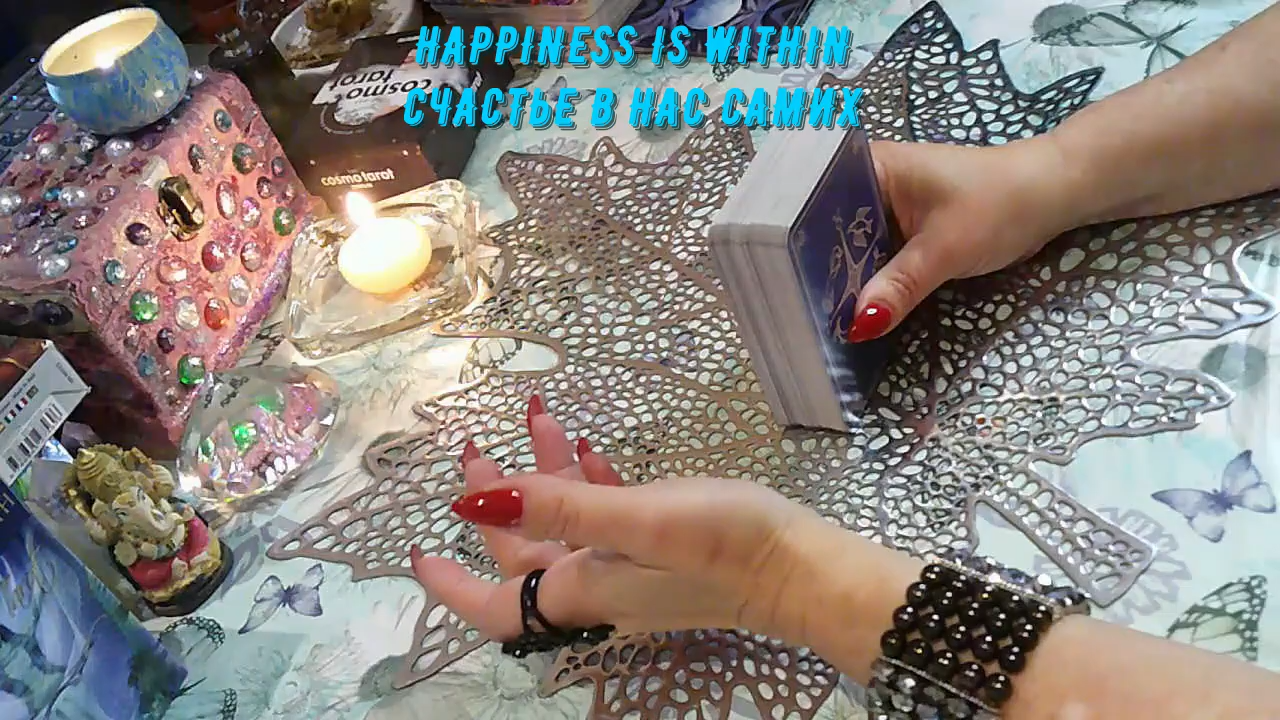 HAPPINESS IS WITHIN
СЧАСТЬЕ В НАС САМИХ
cosmo
tarot
cosmo tarot